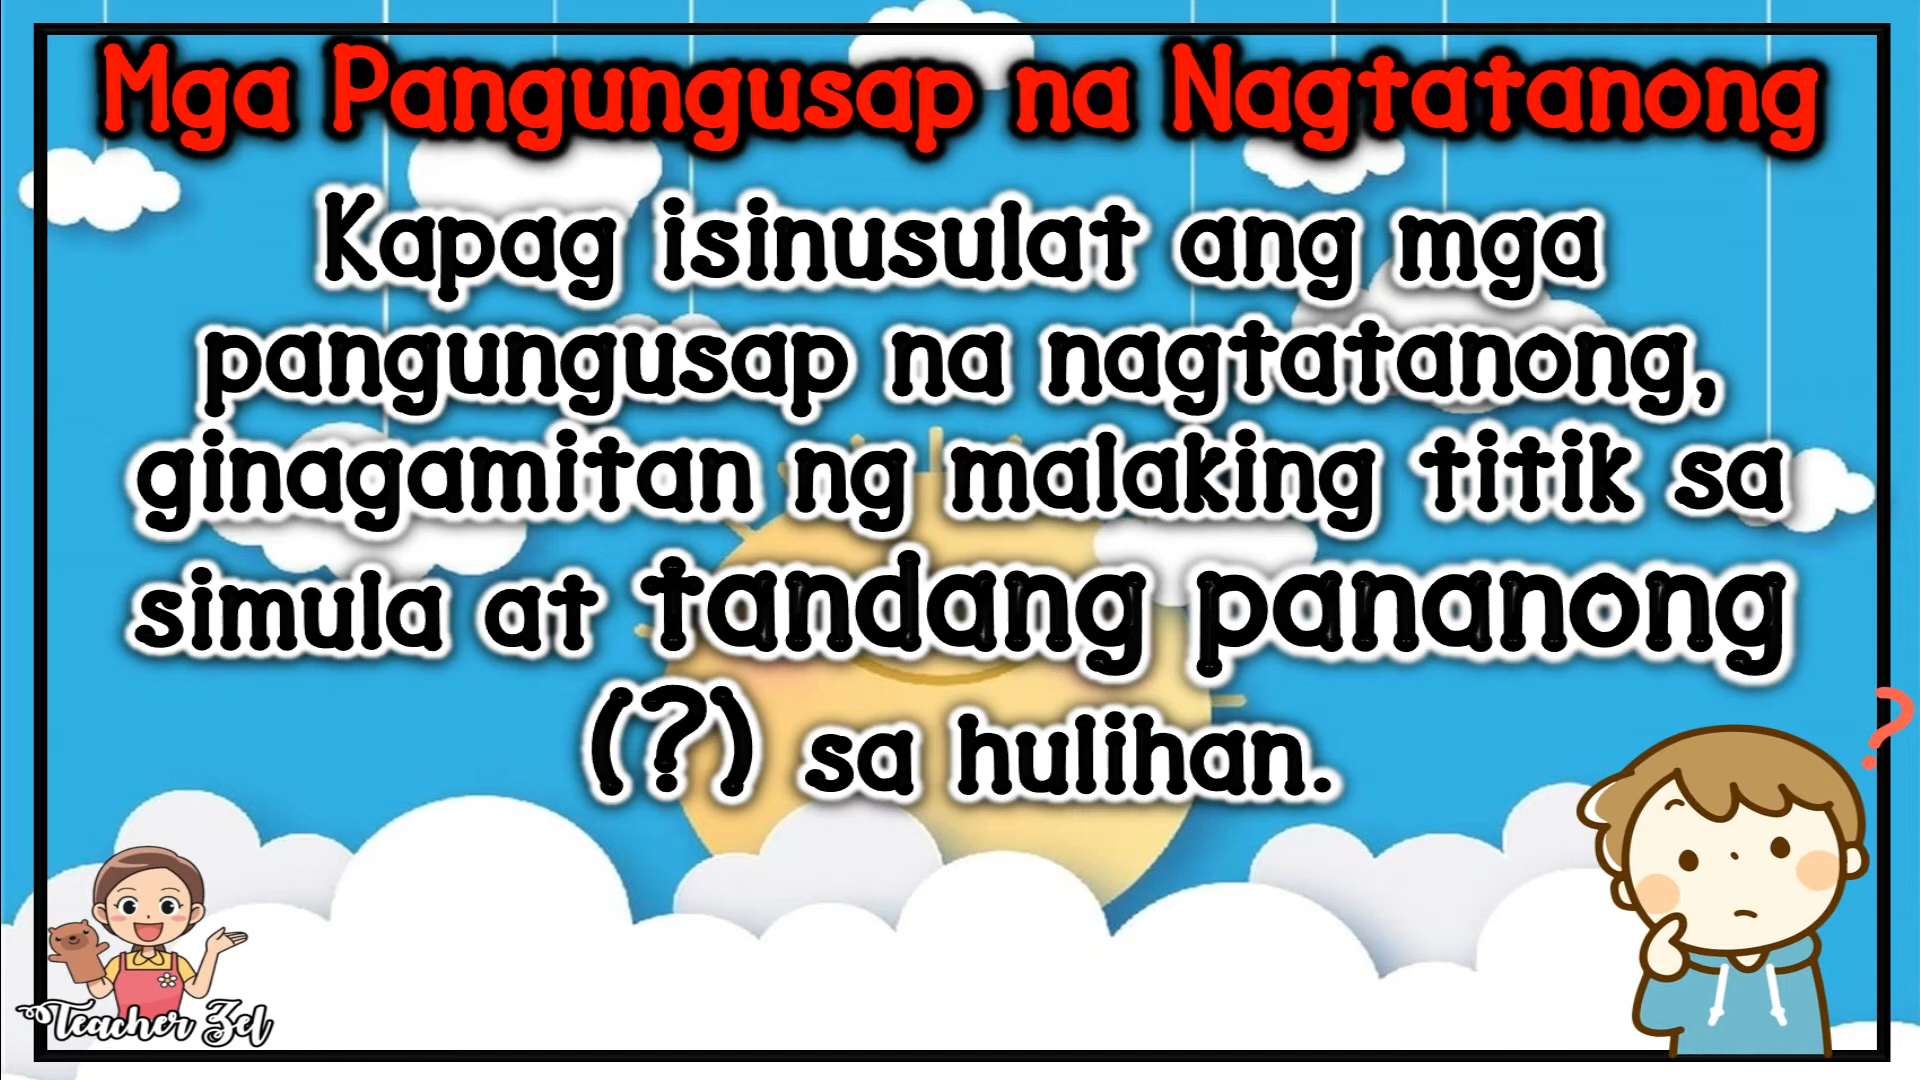 Mga Pangungusap na Nagtatanong
Kapag isinusulat ang mga
pangungusap na nagtatanong,
ginagamitan ng malaking titik sa
simula at tandang pananong
(?) sa hulihan.
?
Teacher Zel